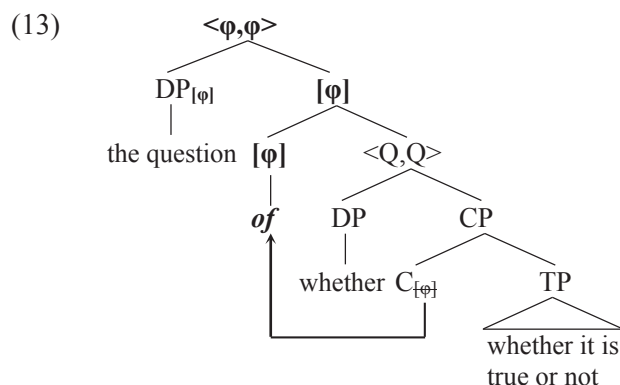 (13) <φ,φ>
DP[φ] [φ]
the question [φ] <Q,Q>
of DP CP
whether C[φ] TP
whether it is
true or not